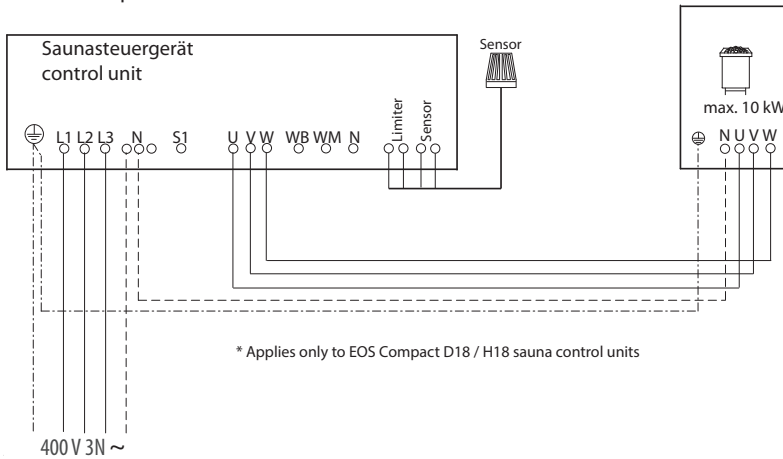 Saunasteuergerät
control unit
Sensor
max. 10 kW
L1 L2 L3 N S1 U V W WB WM N Limiter Sensor
N U V W
* Applies only to EOS Compact D18 / H18 sauna control units
400 V 3N ~